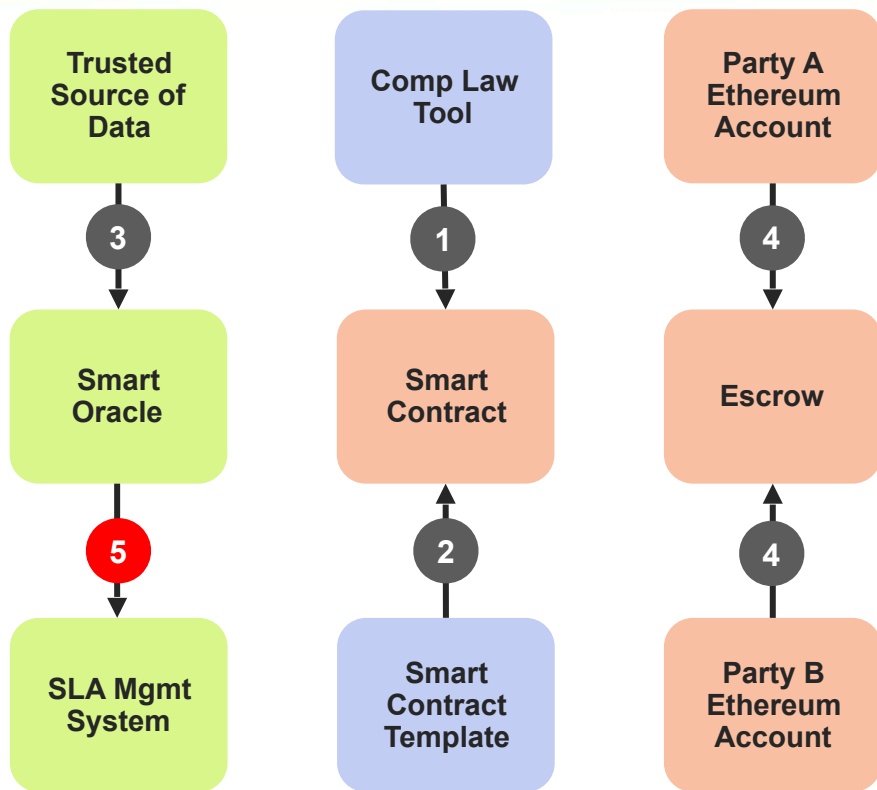 Trusted
Source of
Data
Comp Law
Tool
Party A
Ethereum
Account
3
1
4
Smart
Oracle
Smart
Contract
Escrow
5
2
4
SLA Mgmt
System
Smart
Contract
Template
Party B
Ethereum
Account